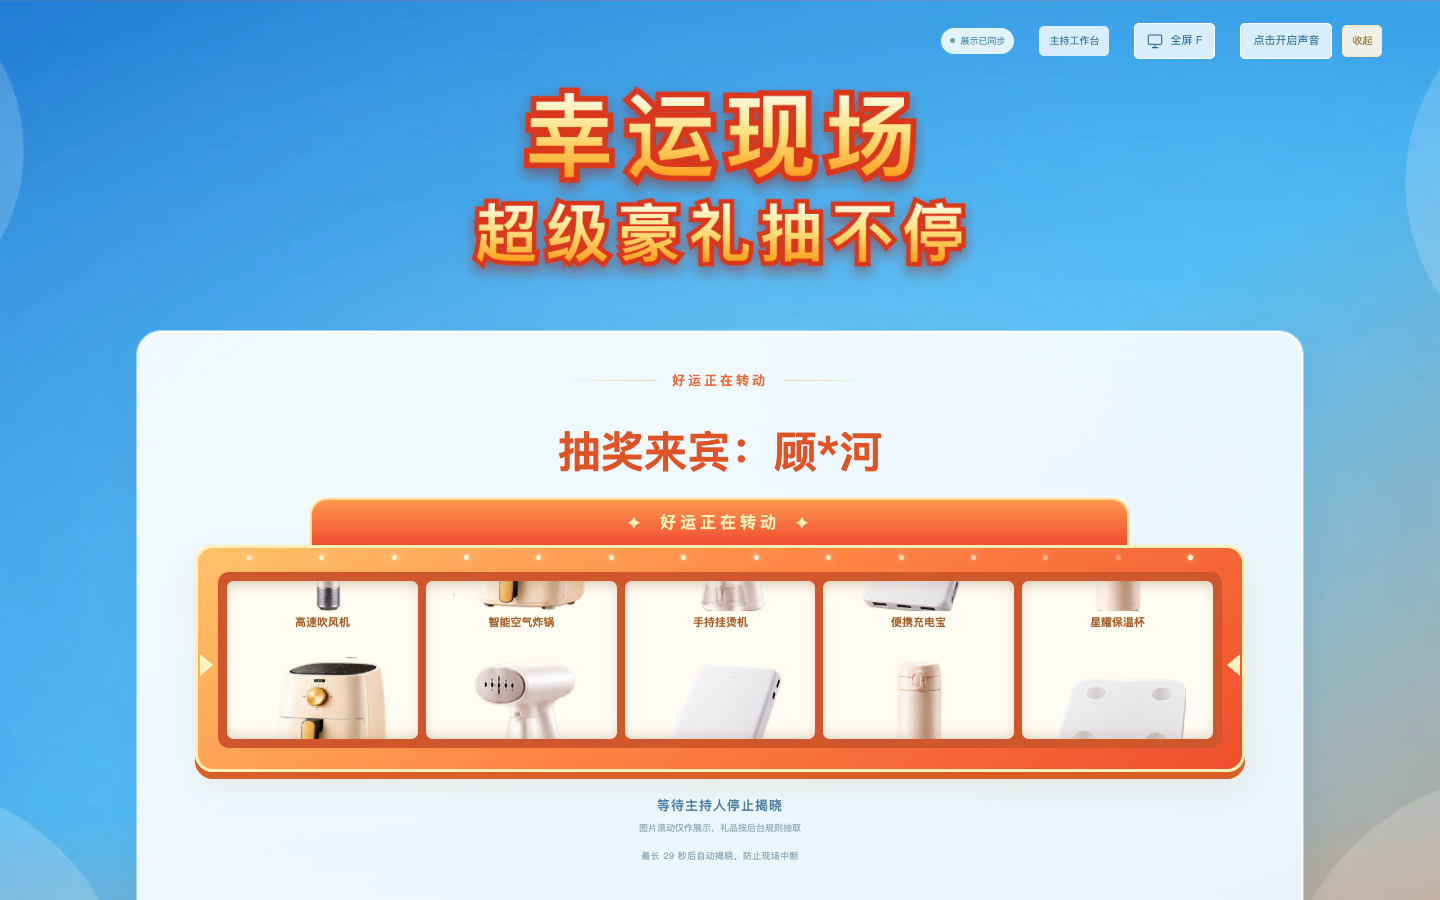 展示已同步
主持工作台
全屏 F
点击开启声音
收起
幸运现场
超级豪礼抽不停
好运正在转动
抽奖来宾：顾*河
好运正在转动
高速吹风机
智能空气炸锅
手持挂烫机
便携充电宝
星耀保温杯
等待主持人停止揭晓
图片滚动仅作展示，礼品按后台规则抽取
最长 29 秒后自动揭晓，防止现场中断